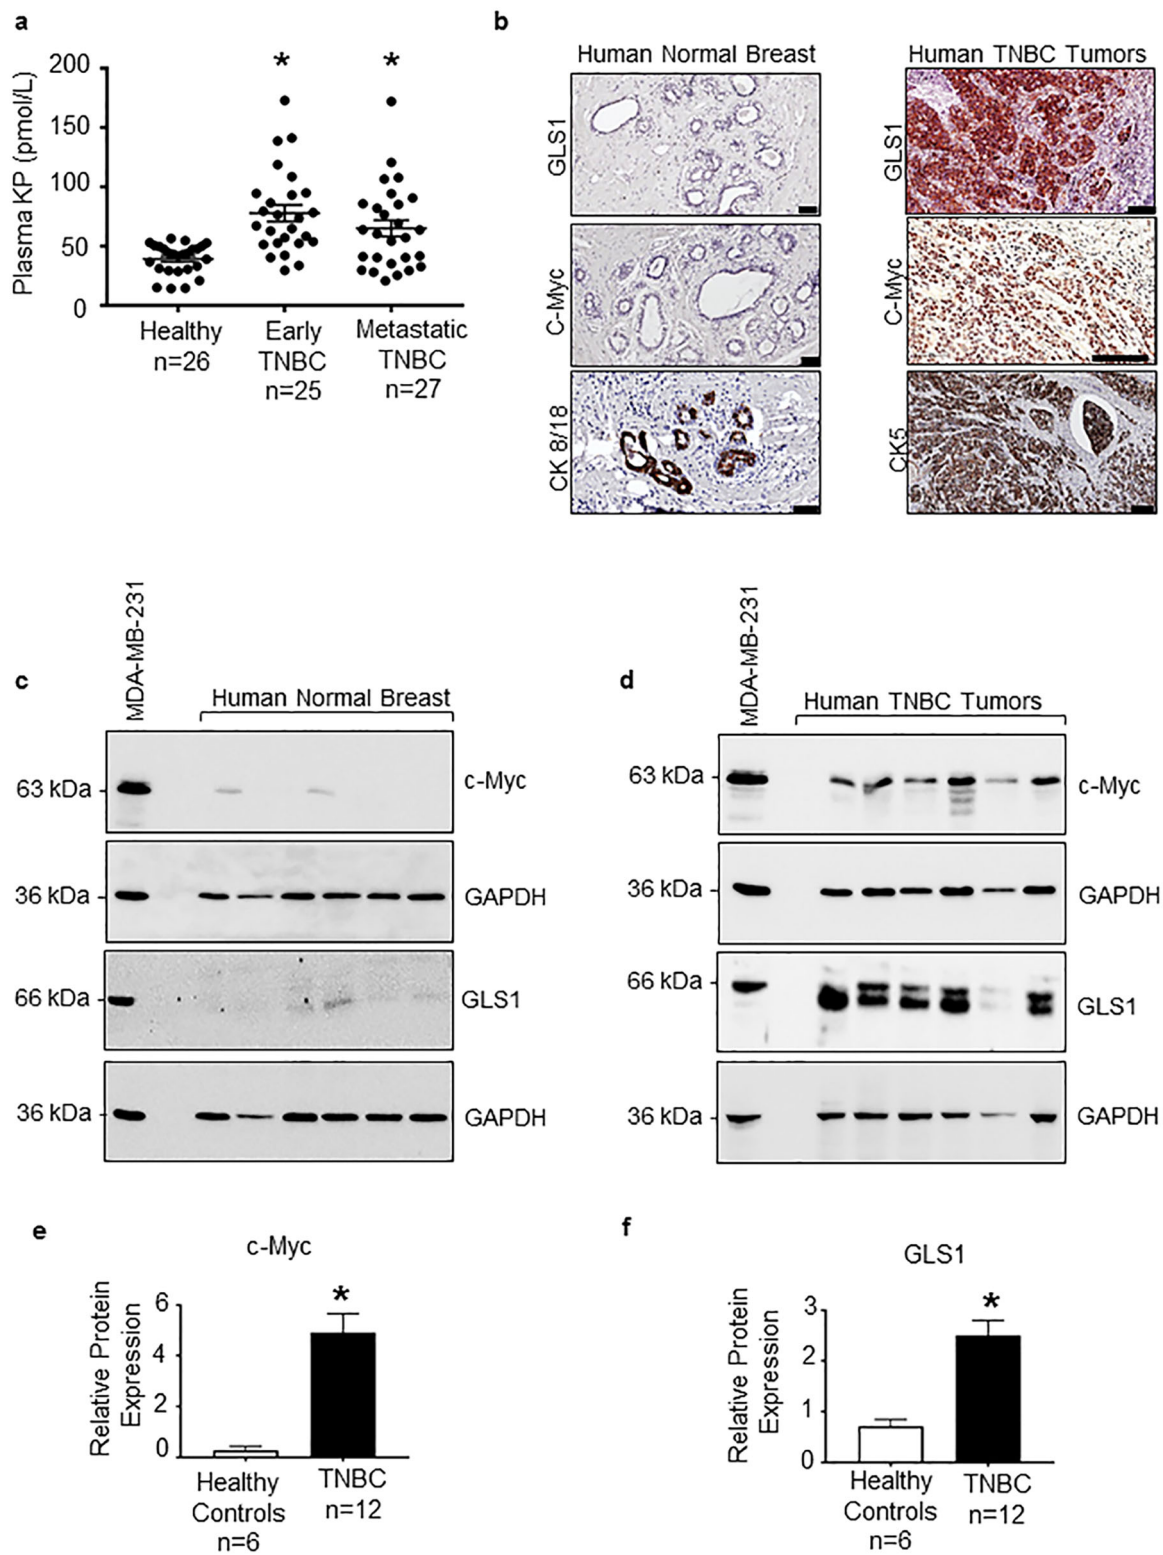 a
Plasma KP (pmol/L)
200
150
100
50
0
*
*
Healthy
n=26
Early
TNBC
n=25
Metastatic
TNBC
n=27
b
Human Normal Breast
Human TNBC Tumors
GLS1
GLS1
C-Myc
C-Myc
CK 8/18
CK5
c
MDA-MB-231
Human Normal Breast
63 kDa
c-Myc
36 kDa
GAPDH
66 kDa
GLS1
36 kDa
GAPDH
d
MDA-MB-231
Human TNBC Tumors
63 kDa
c-Myc
36 kDa
GAPDH
66 kDa
GLS1
36 kDa
GAPDH
e
c-Myc
Relative Protein
Expression
6
4
2
0
*
Healthy
Controls
n=6
TNBC
n=12
f
GLS1
Relative Protein
Expression
3
2
1
0
*
Healthy
Controls
n=6
TNBC
n=12